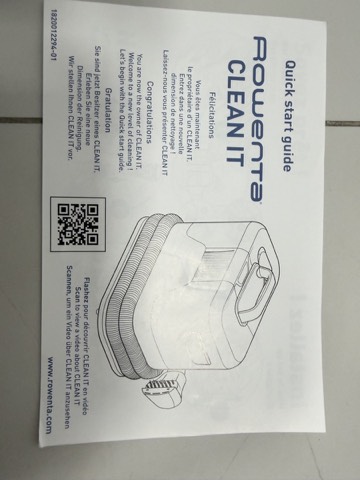 Quick start guide
Rowenta
CLEAN IT
Félicitations
Vous êtes maintenant
le propriétaire d'un CLEAN IT.
Entrez dans une nouvelle
dimension nettoyage !
Laissez-nous vous présenter CLEAN IT
Congratulations
You are now the owner of CLEAN IT.
Welcome to a new level of cleaning !
Let's begin with the Quick start guide.
Gratulation
Sie sind jetzt Besitzer eines CLEAN IT.
Erleben Sie eine neue
Dimension der Reinigung.
Wir stellen Ihnen CLEAN IT vor.
1820012294-01
Flashez pour découvrir CLEAN IT en vidéo
Scan to view a video about CLEAN IT
Scannen, um ein Video über CLEAN IT anzusehen
www.rowenta.com